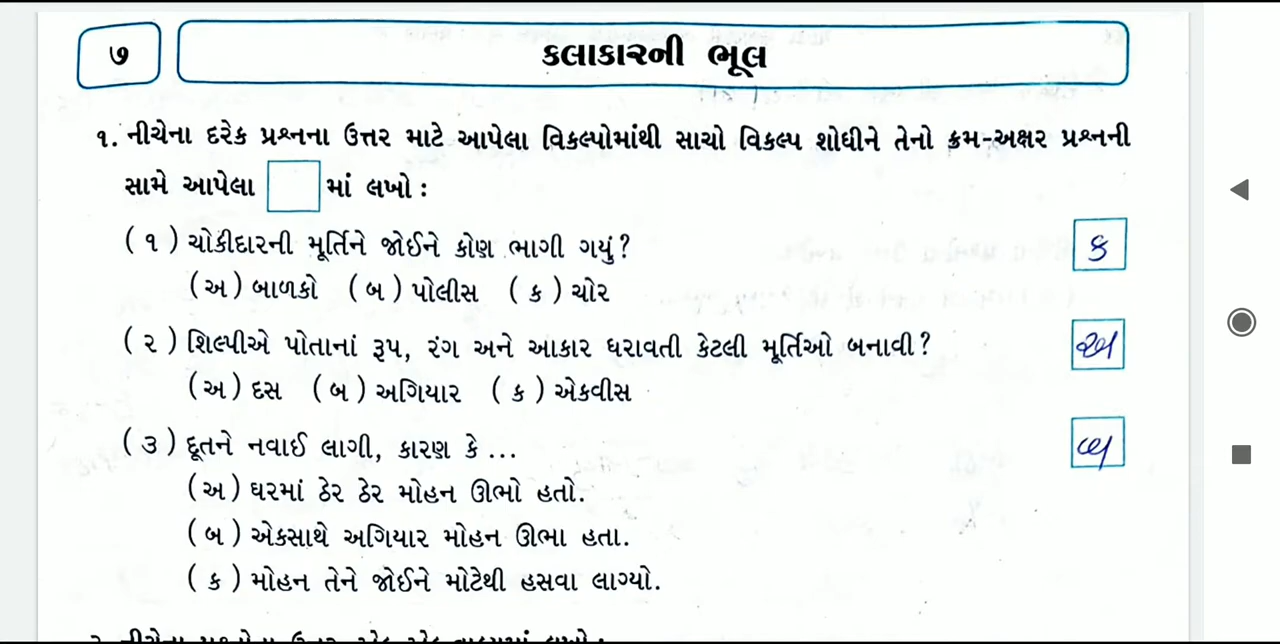 ૭
કલાકારની ભૂલ
૧. નીચેના દરેક પ્રશ્નના ઉત્તર માટે આપેલા વિકલ્પોમાંથી સાચો વિકલ્પ શોધીને તેનો ક્રમ-અક્ષર પ્રશ્નની
સામે આપેલા માં લખો :
(૧) ચોકીદારની મૂર્તિને જોઈને કોણ ભાગી ગયું? ક
(અ) બાળકો (બ) પોલીસ (ક) ચોર
(૨) શિલ્પીએ પોતાનાં રૂપ, રંગ અને આકાર ધરાવતી કેટલી મૂર્તિઓ બનાવી? અ
(અ) દસ (બ) અગિયાર (ક) એકવીસ
(૩) દૂતને નવાઈ લાગી, કારણ કે... બ
(અ) ઘરમાં ઠેર ઠેર મોહન ઊભો હતો.
(બ) એકસાથે અગિયાર મોહન ઊભા હતા.
(ક) મોહન તેને જોઈને મોટેથી હસવા લાગ્યો.